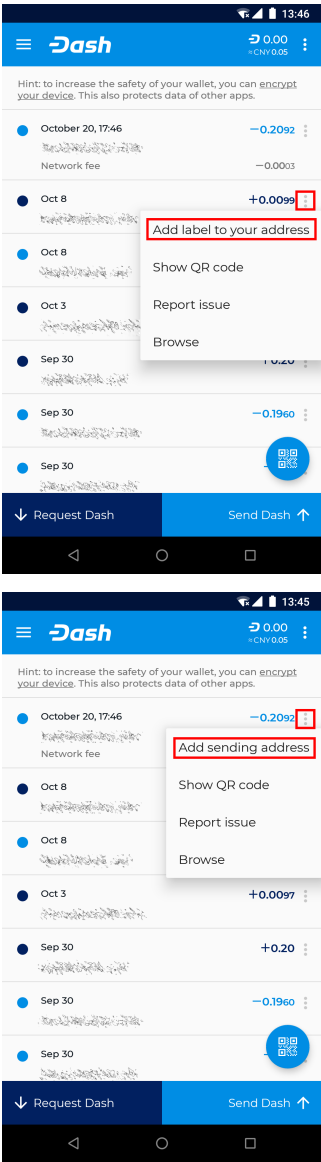 13:46
Dash
0.00
≈CNY 0.05
Hint: to increase the safety of your wallet, you can encrypt
your device. This also protects data of other apps.
October 20, 17:46 −0.2092
Network fee −0.0003
Oct 8 +0.0099
Add label to your address
Oct 8
Show QR code
Oct 3
Report issue
Browse
Sep 30 +0.20
Sep 30 −0.1960
Sep 30
Request Dash
Send Dash
13:45
Dash
0.00
≈CNY 0.05
Hint: to increase the safety of your wallet, you can encrypt
your device. This also protects data of other apps.
October 20, 17:46 −0.2092
Network fee
Add sending address
Oct 8
Show QR code
Report issue
Oct 8
Browse
Oct 3 +0.0097
Sep 30 +0.20
Sep 30 −0.1960
Sep 30
Request Dash
Send Dash